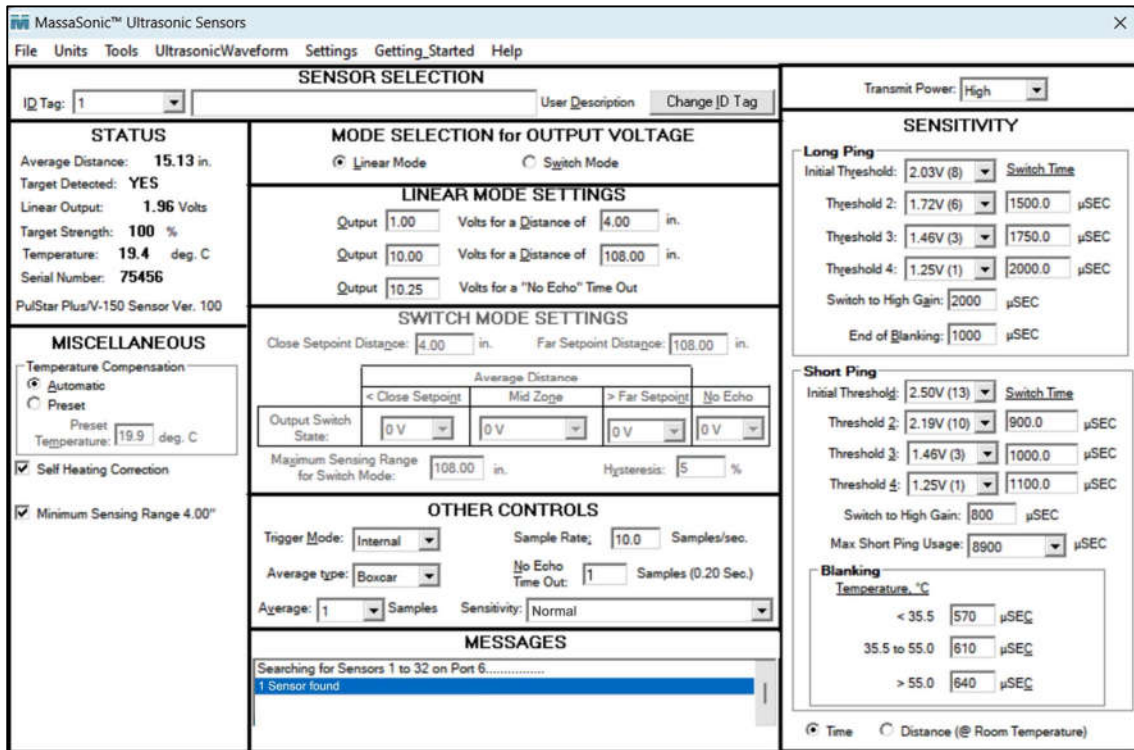 MassaSonic™ Ultrasonic Sensors
File Units Tools UltrasonicWaveform Settings Getting_Started Help
SENSOR SELECTION
ID Tag: 1 User Description Change ID Tag
STATUS
Average Distance: 15.13 in.
Target Detected: YES
Linear Output: 1.96 Volts
Target Strength: 100 %
Temperature: 19.4 deg. C
Serial Number: 75456
PulStar Plus/V-150 Sensor Ver. 100
MISCELLANEOUS
Temperature Compensation
Automatic
Preset
Preset
Temperature: 19.9 deg. C
Self Heating Correction
Minimum Sensing Range 4.00"
MODE SELECTION for OUTPUT VOLTAGE
Linear Mode Switch Mode
LINEAR MODE SETTINGS
Output 1.00 Volts for a Distance of 4.00 in.
Output 10.00 Volts for a Distance of 108.00 in.
Output 10.25 Volts for a "No Echo" Time Out
SWITCH MODE SETTINGS
Close Setpoint Distance: 4.00 in. Far Setpoint Distance: 108.00 in.
Average Distance
< Close Setpoint Mid Zone > Far Setpoint No Echo
Output Switch
State: 0 V 0 V 0 V 0 V
Maximum Sensing Range
for Switch Mode: 108.00 in. Hysteresis: 5 %
OTHER CONTROLS
Trigger Mode: Internal Sample Rate: 10.0 Samples/sec.
Average type: Boxcar No Echo
Time Out: 1 Samples (0.20 Sec.)
Average: 1 Samples Sensitivity: Normal
MESSAGES
Searching for Sensors 1 to 32 on Port 6...............
1 Sensor found
Transmit Power: High
SENSITIVITY
Long Ping
Initial Threshold: 2.03V (8) Switch Time
Threshold 2: 1.72V (6) 1500.0 µSEC
Threshold 3: 1.46V (3) 1750.0 µSEC
Threshold 4: 1.25V (1) 2000.0 µSEC
Switch to High Gain: 2000 µSEC
End of Blanking: 1000 µSEC
Short Ping
Initial Threshold: 2.50V (13) Switch Time
Threshold 2: 2.19V (10) 900.0 µSEC
Threshold 3: 1.46V (3) 1000.0 µSEC
Threshold 4: 1.25V (1) 1100.0 µSEC
Switch to High Gain: 800 µSEC
Max Short Ping Usage: 8900 µSEC
Blanking
Temperature, °C
< 35.5 570 µSEC
35.5 to 55.0 610 µSEC
> 55.0 640 µSEC
Time Distance (@ Room Temperature)